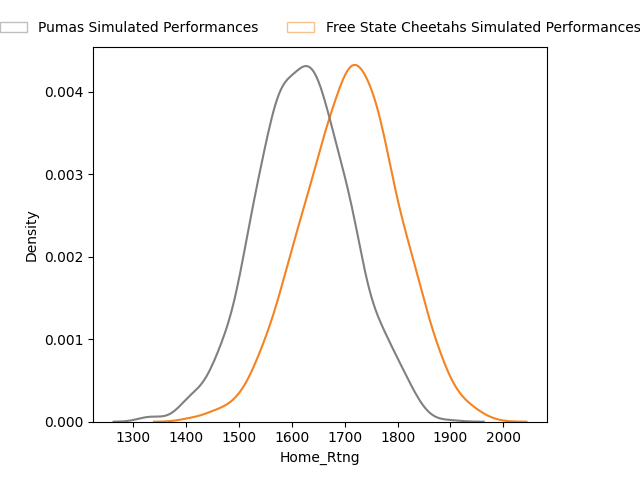 Pumas Simulated Performances Free State Cheetahs Simulated Performances
0.004
0.003
0.002
0.001
0.000
Density
1300 1400 1500 1600 1700 1800 1900 2000
Home_Rtng